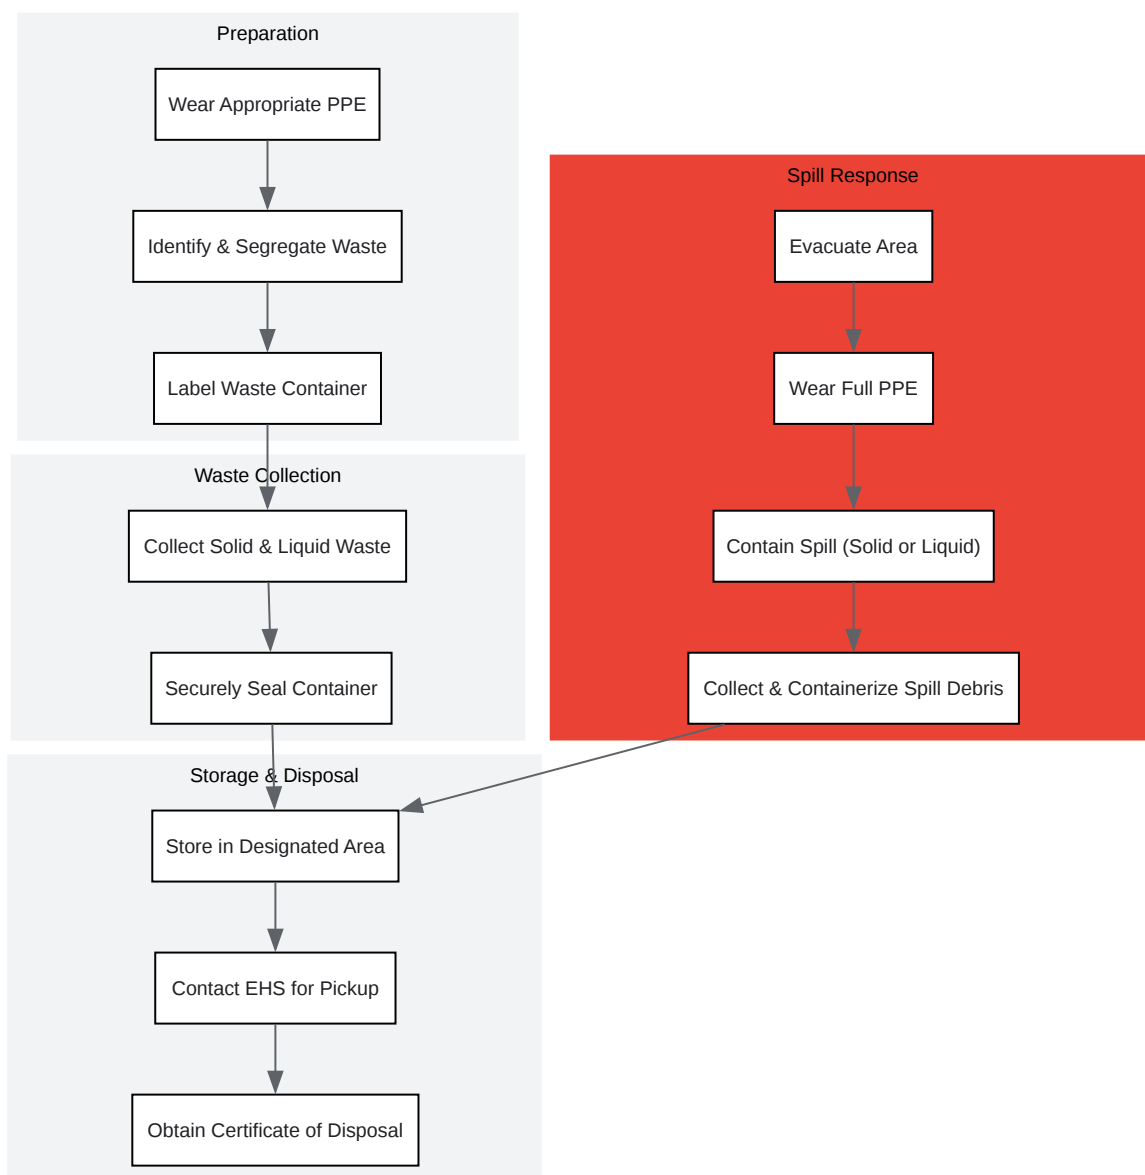 Preparation
Wear Appropriate PPE
Identify & Segregate Waste
Label Waste Container
Waste Collection
Collect Solid & Liquid Waste
Securely Seal Container
Storage & Disposal
Store in Designated Area
Contact EHS for Pickup
Obtain Certificate of Disposal
Spill Response
Evacuate Area
Wear Full PPE
Contain Spill (Solid or Liquid)
Collect & Containerize Spill Debris